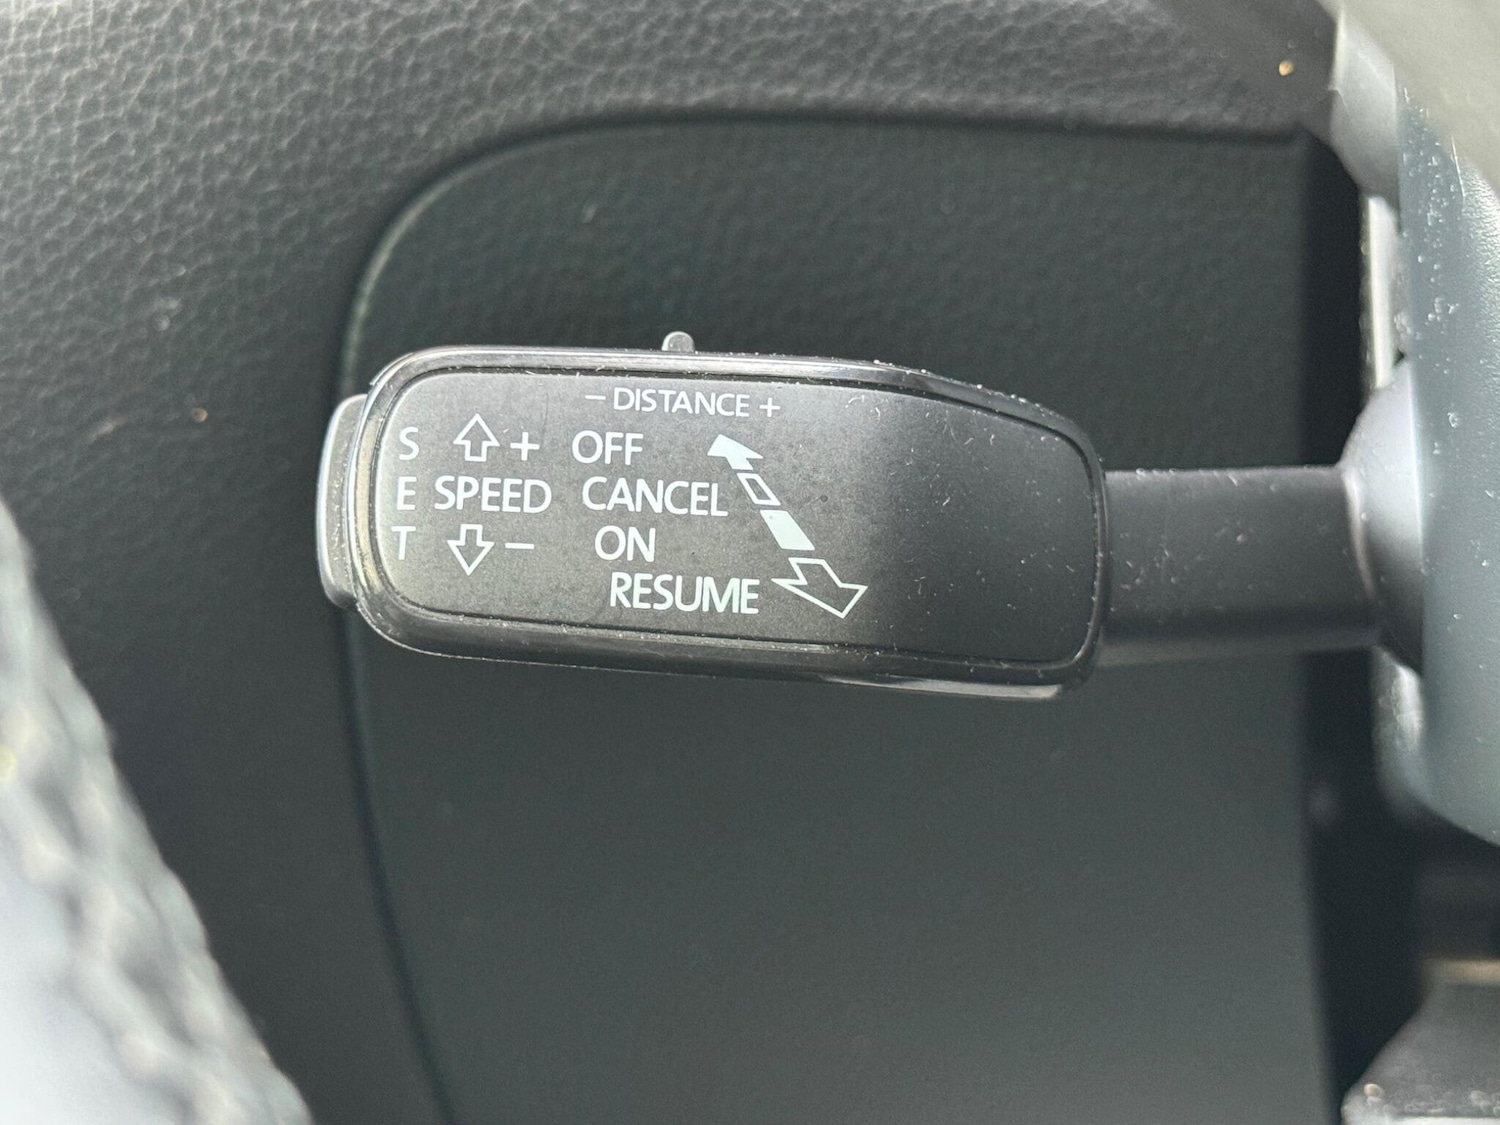 - DISTANCE +
S + OFF
E SPEED CANCEL
T - ON
RESUME